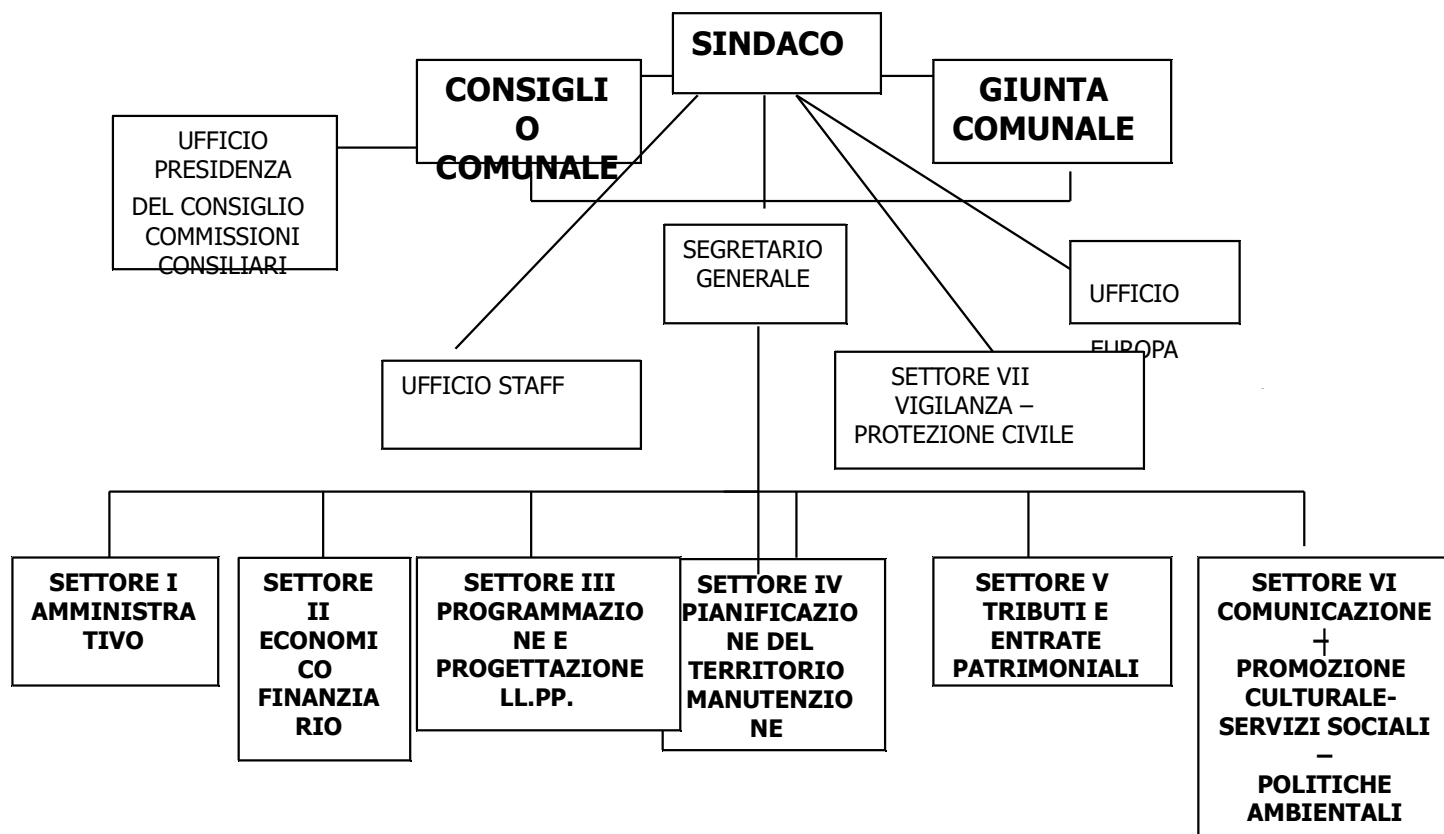 SINDACO
CONSIGLI
O
COMUNALE
GIUNTA
COMUNALE
UFFICIO
PRESIDENZA
DEL CONSIGLIO
COMMISSIONI
CONSILIARI
SEGRETARIO
GENERALE
UFFICIO
EUROPA
UFFICIO STAFF
SETTORE VII
VIGILANZA –
PROTEZIONE CIVILE
SETTORE I
AMMINISTRA
TIVO
SETTORE
II
ECONOMI
CO
FINANZIA
RIO
SETTORE III
PROGRAMMAZIO
NE E
PROGETTAZIONE
LL.PP.
SETTORE IV
PIANIFICAZIO
NE DEL
TERRITORIO
MANUTENZIO
NE
SETTORE V
TRIBUTI E
ENTRATE
PATRIMONIALI
SETTORE VI
COMUNICAZIONE
–
PROMOZIONE
CULTURALE-
SERVIZI SOCIALI
–
POLITICHE
AMBIENTALI